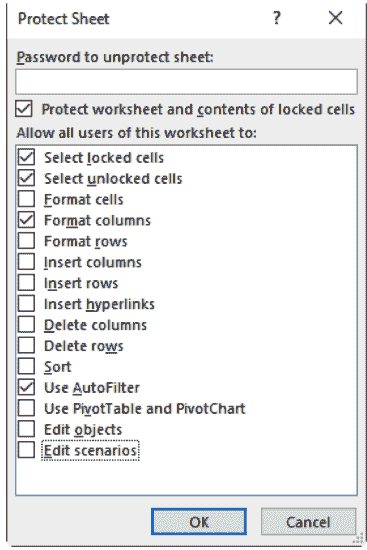 Protect Sheet
?
Password to unprotect sheet:
Protect worksheet and contents of locked cells
Allow all users of this worksheet to:
Select locked cells
Select unlocked cells
Format cells
Format columns
Format rows
Insert columns
Insert rows
Insert hyperlinks
Delete columns
Delete rows
Sort
Use AutoFilter
Use PivotTable and PivotChart
Edit objects
Edit scenarios
OK Cancel